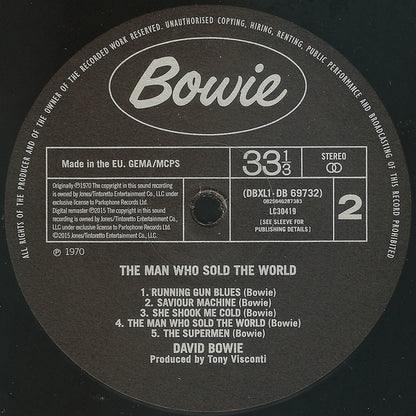 ALL RIGHTS OF THE PRODUCER AND OF THE OWNER OF THE RECORDED WORK RESERVED. UNAUTHORISED COPYING, HIRING, RENTING, PUBLIC PERFORMANCE AND BROADCASTING OF THIS RECORD PROHIBITED
Bowie
Made in the EU. GEMA/MCPS
33 1/3
STEREO
Originally ℗1970 The copyright in this sound recording
is owned by Jones/Tintoretto Entertainment Co., LLC under
exclusive license to Parlophone Records Ltd.
Digital remaster ℗2015 The copyright in this sound
recording is owned by Jones/Tintoretto Entertainment Co.,
LLC under exclusive license to Parlophone Records Ltd.
©2015 Jones/Tintoretto Entertainment Co., LLC
(DBXL1 · DB 69732)
0825646287383
LC30419
[SEE SLEEVE FOR
PUBLISHING DETAILS]
2
℗ 1970
THE MAN WHO SOLD THE WORLD
1. RUNNING GUN BLUES (Bowie)
2. SAVIOUR MACHINE (Bowie)
3. SHE SHOOK ME COLD (Bowie)
4. THE MAN WHO SOLD THE WORLD (Bowie)
5. THE SUPERMEN (Bowie)
DAVID BOWIE
Produced by Tony Visconti